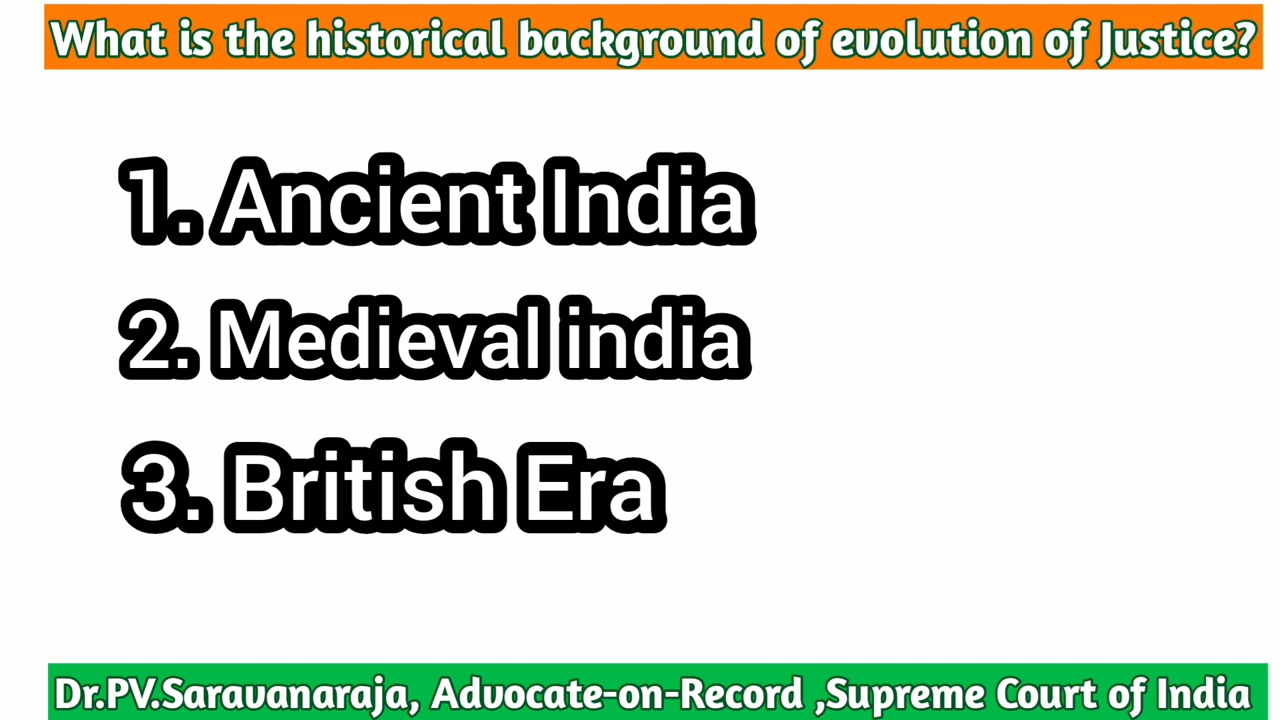 What is the historical background of evolution of Justice?
1. Ancient India
2. Medieval india
3. British Era
Dr.PV.Saravanaraja, Advocate-on-Record ,Supreme Court of India